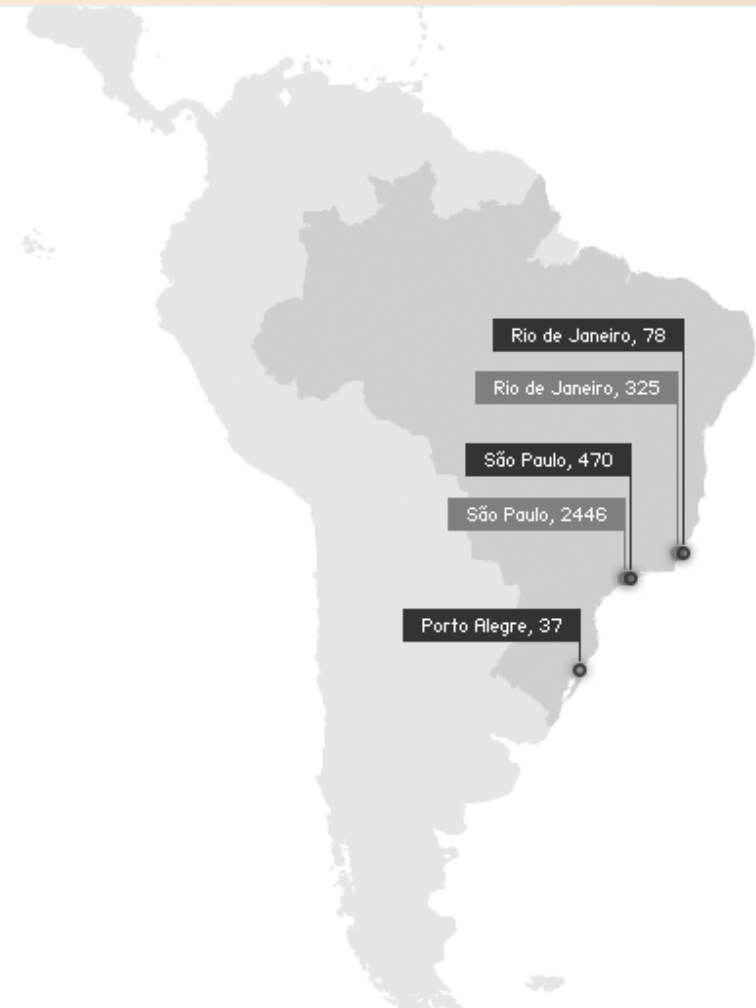 Rio de Janeiro, 78
Rio de Janeiro, 325
São Paulo, 470
São Paulo, 2446
Porto Alegre, 37